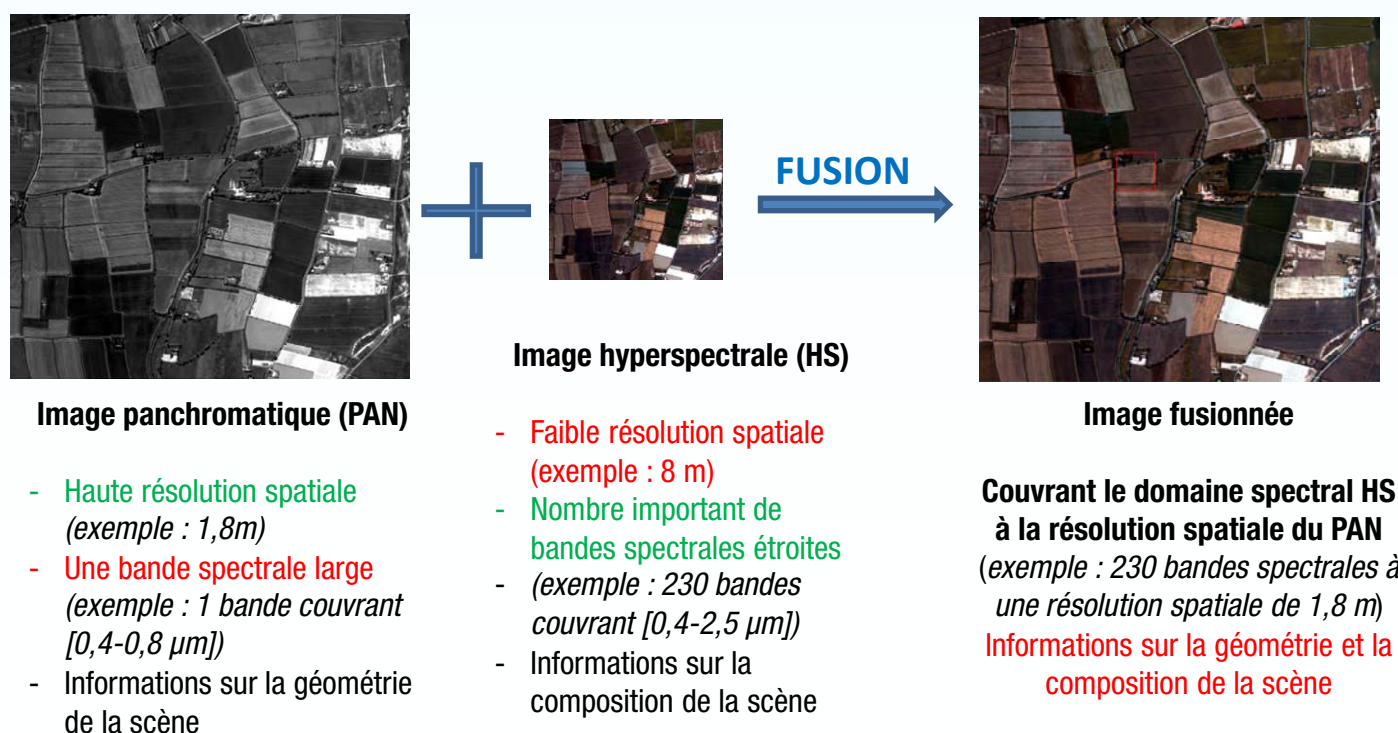 FUSION
Image panchromatique (PAN)
- Haute résolution spatiale
(exemple : 1,8m)
- Une bande spectrale large
(exemple : 1 bande couvrant
[0,4-0,8 µm])
- Informations sur la géométrie
de la scène
Image hyperspectrale (HS)
- Faible résolution spatiale
(exemple : 8 m)
- Nombre important de
bandes spectrales étroites
- (exemple : 230 bandes
couvrant [0,4-2,5 µm])
- Informations sur la
composition de la scène
Image fusionnée
Couvrant le domaine spectral HS
à la résolution spatiale du PAN
(exemple : 230 bandes spectrales à
une résolution spatiale de 1,8 m)
Informations sur la géométrie et la
composition de la scène